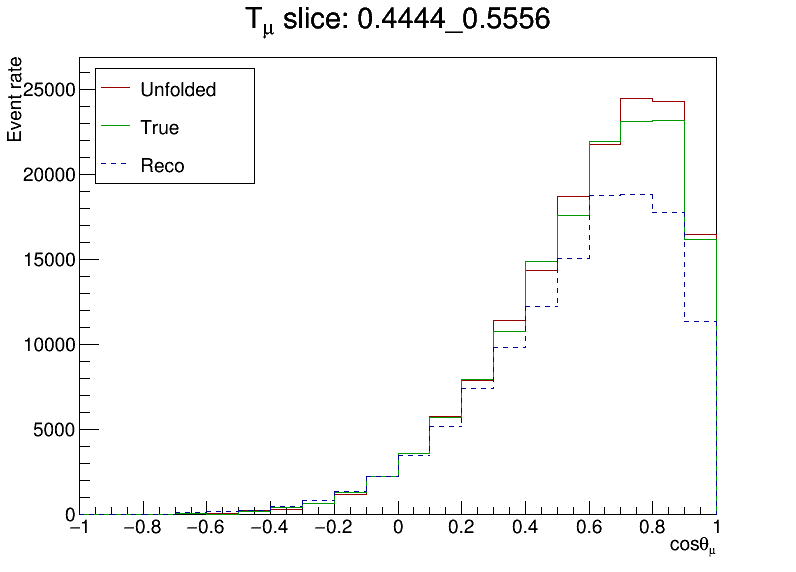 Tμ slice: 0.4444_0.5556
Event rate
Unfolded
True
Reco
25000
20000
15000
10000
5000
0
−1 −0.8 −0.6 −0.4 −0.2 0 0.2 0.4 0.6 0.8 1
cosθμ